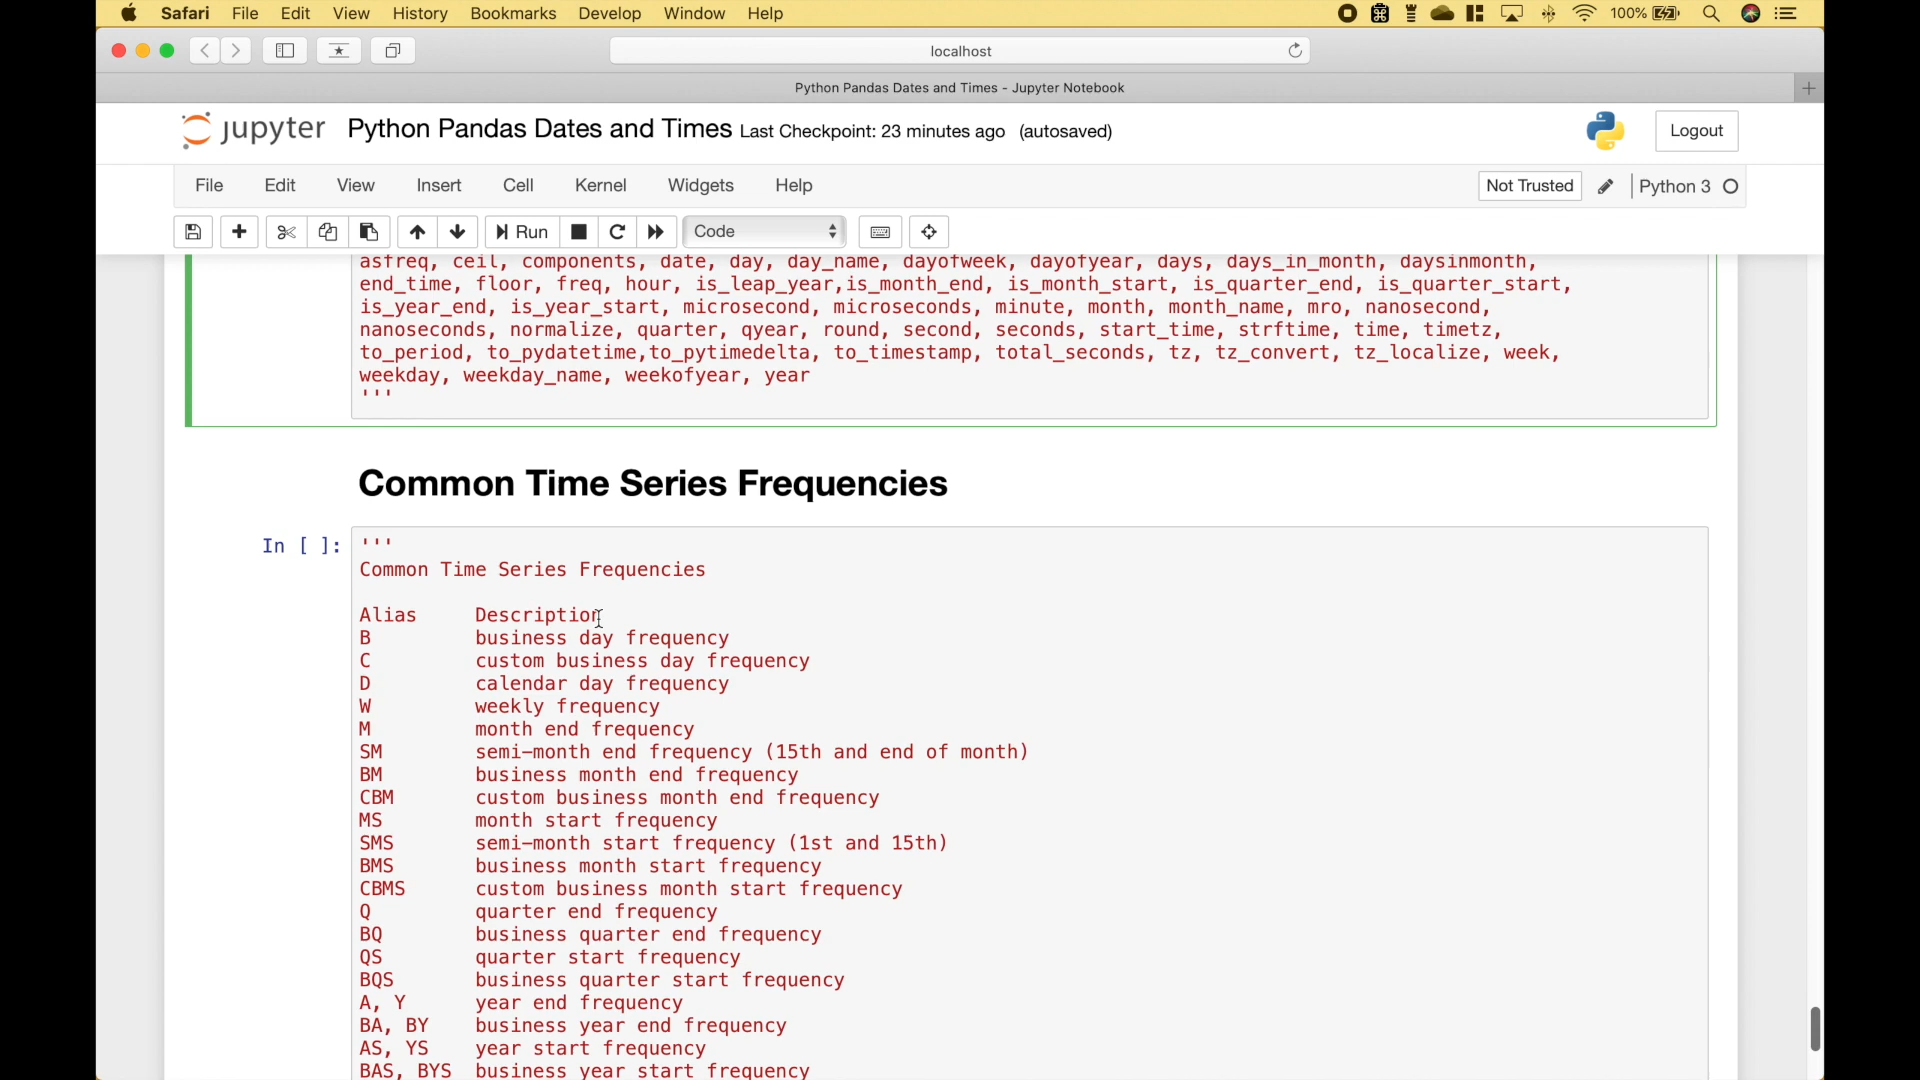 Safari File Edit View History Bookmarks Develop Window Help 100%
localhost
Python Pandas Dates and Times - Jupyter Notebook
jupyter Python Pandas Dates and Times Last Checkpoint: 23 minutes ago (autosaved) Logout
File Edit View Insert Cell Kernel Widgets Help Not Trusted Python 3
Run Code
asfreq, ceil, components, date, day, day_name, dayofweek, dayofyear, days, days_in_month, daysinmonth,
end_time, floor, freq, hour, is_leap_year,is_month_end, is_month_start, is_quarter_end, is_quarter_start,
is_year_end, is_year_start, microsecond, microseconds, minute, month, month_name, mro, nanosecond,
nanoseconds, normalize, quarter, qyear, round, second, seconds, start_time, strftime, time, timetz,
to_period, to_pydatetime,to_pytimedelta, to_timestamp, total_seconds, tz, tz_convert, tz_localize, week,
weekday, weekday_name, weekofyear, year
'''
Common Time Series Frequencies
In [ ]: '''
Common Time Series Frequencies
Alias Description
B business day frequency
C custom business day frequency
D calendar day frequency
W weekly frequency
M month end frequency
SM semi-month end frequency (15th and end of month)
BM business month end frequency
CBM custom business month end frequency
MS month start frequency
SMS semi-month start frequency (1st and 15th)
BMS business month start frequency
CBMS custom business month start frequency
Q quarter end frequency
BQ business quarter end frequency
QS quarter start frequency
BQS business quarter start frequency
A, Y year end frequency
BA, BY business year end frequency
AS, YS year start frequency
BAS, BYS business year start frequency